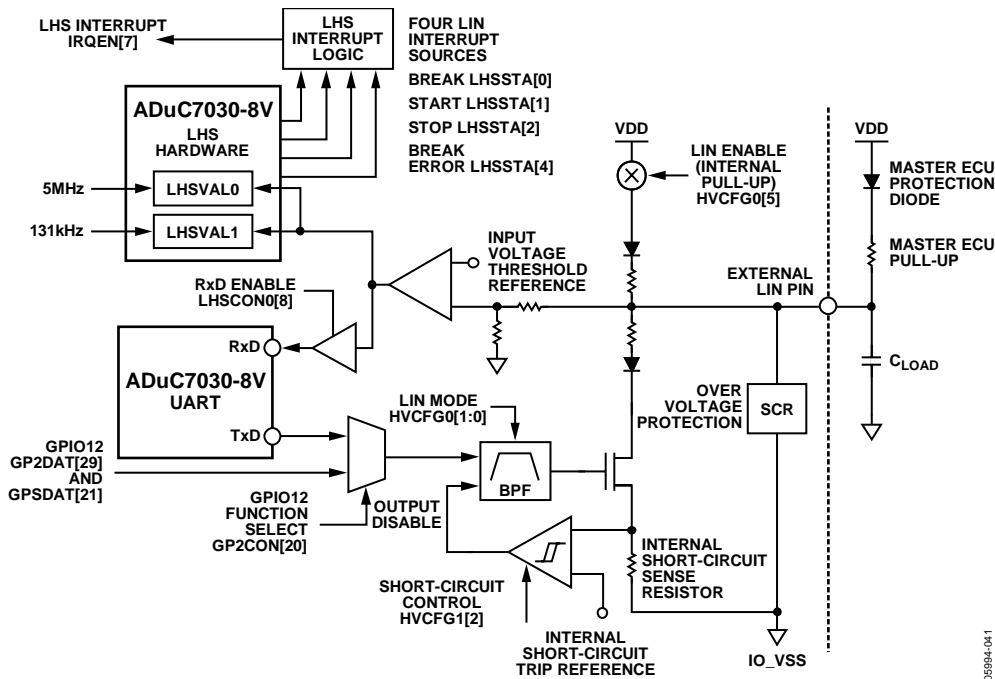 LHS INTERRUPT
IRQEN[7]
LHS
INTERRUPT
LOGIC
FOUR LIN
INTERRUPT
SOURCES
BREAK LHSSTA[0]
START LHSSTA[1]
STOP LHSSTA[2]
BREAK
ERROR LHSSTA[4]
ADuC7030-8V
LHS
HARDWARE
5MHz
LHSVAL0
131kHz
LHSVAL1
VDD
LIN ENABLE
(INTERNAL
PULL-UP)
HVCFG0[5]
VDD
MASTER ECU
PROTECTION
DIODE
MASTER ECU
PULL-UP
INPUT
VOLTAGE
THRESHOLD
REFERENCE
EXTERNAL
LIN PIN
RxD ENABLE
LHSCON0[8]
RxD
ADuC7030-8V
UART
TxD
CLOAD
OVER
VOLTAGE
PROTECTION
SCR
LIN MODE
HVCFG0[1:0]
BPF
GPIO12
GP2DAT[29]
AND
GPSDAT[21]
GPIO12
FUNCTION
SELECT
GP2CON[20]
OUTPUT
DISABLE
SHORT-CIRCUIT
CONTROL
HVCFG1[2]
INTERNAL
SHORT-CIRCUIT
SENSE
RESISTOR
INTERNAL
SHORT-CIRCUIT
TRIP REFERENCE
IO_VSS
05994-041